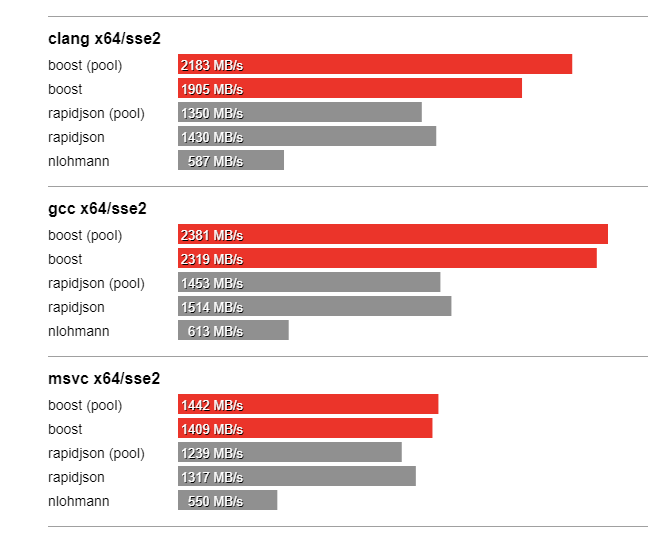 clang x64/sse2
boost (pool) 2183 MB/s
boost 1905 MB/s
rapidjson (pool) 1350 MB/s
rapidjson 1430 MB/s
nlohmann 587 MB/s
gcc x64/sse2
boost (pool) 2381 MB/s
boost 2319 MB/s
rapidjson (pool) 1453 MB/s
rapidjson 1514 MB/s
nlohmann 613 MB/s
msvc x64/sse2
boost (pool) 1442 MB/s
boost 1409 MB/s
rapidjson (pool) 1239 MB/s
rapidjson 1317 MB/s
nlohmann 550 MB/s